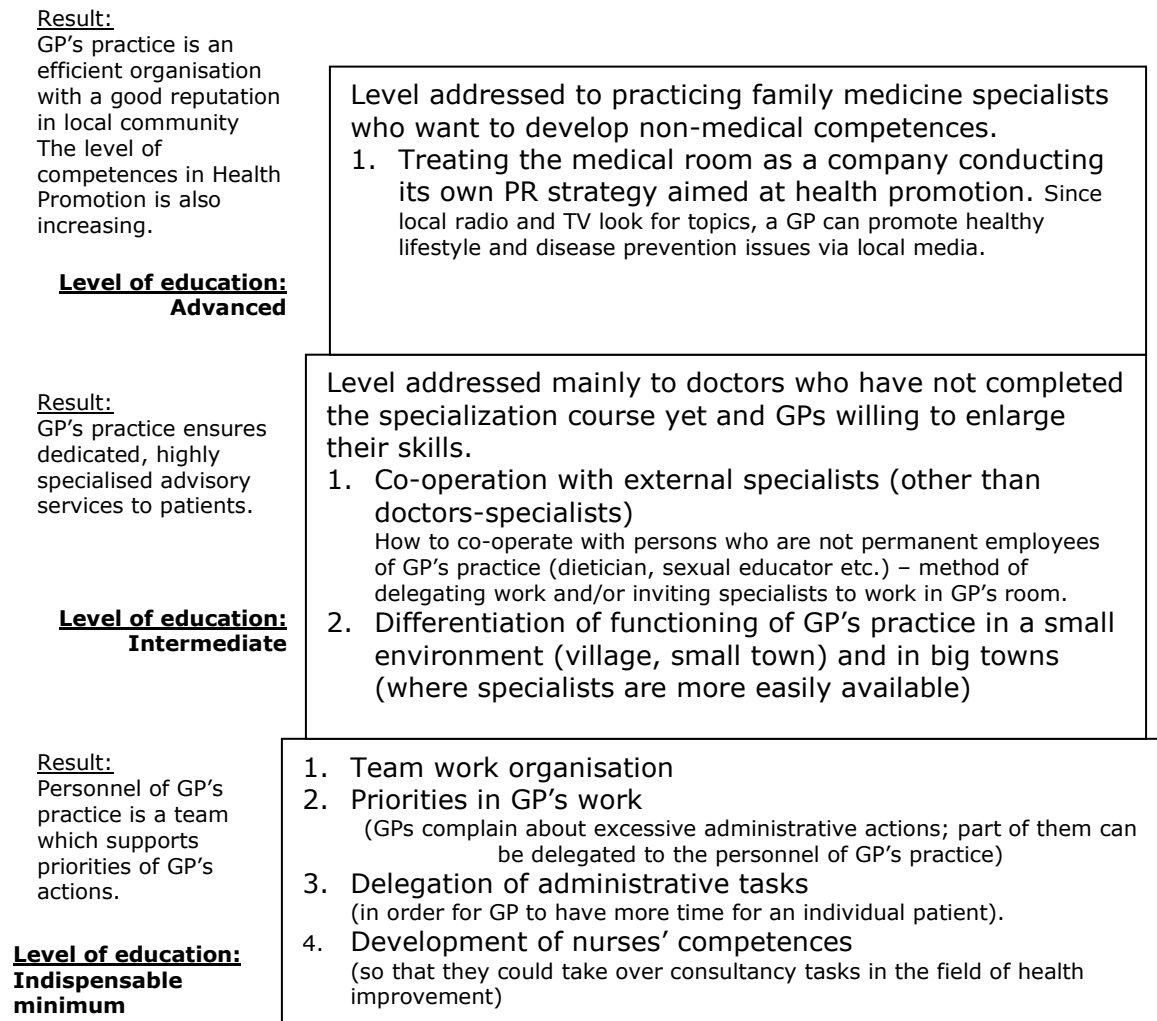 Result:
GP's practice is an
efficient organisation
with a good reputation
in local community
The level of
competences in Health
Promotion is also
increasing.
Level of education:
Advanced
Level addressed to practicing family medicine specialists
who want to develop non-medical competences.
1. Treating the medical room as a company conducting
its own PR strategy aimed at health promotion. Since
local radio and TV look for topics, a GP can promote healthy
lifestyle and disease prevention issues via local media.
Result:
GP's practice ensures
dedicated, highly
specialised advisory
services to patients.
Level of education:
Intermediate
Level addressed mainly to doctors who have not completed
the specialization course yet and GPs willing to enlarge
their skills.
1. Co-operation with external specialists (other than
doctors-specialists)
How to co-operate with persons who are not permanent employees
of GP's practice (dietician, sexual educator etc.) – method of
delegating work and/or inviting specialists to work in GP's room.
2. Differentiation of functioning of GP's practice in a small
environment (village, small town) and in big towns
(where specialists are more easily available)
Result:
Personnel of GP's
practice is a team
which supports
priorities of GP's
actions.
Level of education:
Indispensable
minimum
1. Team work organisation
2. Priorities in GP's work
(GPs complain about excessive administrative actions; part of them can
be delegated to the personnel of GP's practice)
3. Delegation of administrative tasks
(in order for GP to have more time for an individual patient).
4. Development of nurses' competences
(so that they could take over consultancy tasks in the field of health
improvement)